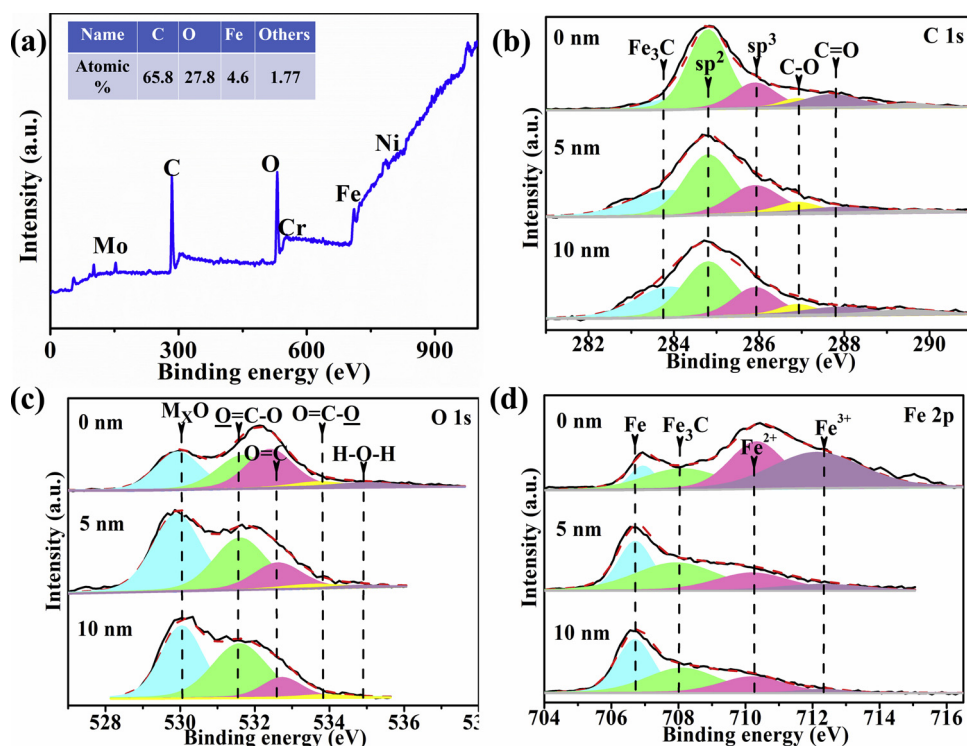 (a)
Name C O Fe Others
Atomic % 65.8 27.8 4.6 1.77
Mo
C
O
Cr
Fe
Ni
Intensity (a.u.)
0 300 600 900
Binding energy (eV)
(b)
0 nm
C 1s
Fe₃C
sp²
sp³
C-O
C=O
5 nm
10 nm
Intensity (a.u.)
282 284 286 288 290
Binding energy (eV)
(c)
O 1s
0 nm
MₓO
O=C-O
O=C
O=C-O
H-O-H
5 nm
10 nm
Intensity (a.u.)
528 530 532 534 536 53
Binding energy (eV)
(d)
0 nm
Fe 2p
Fe
Fe₃C
Fe²⁺
Fe³⁺
5 nm
10 nm
Intensity (a.u.)
704 706 708 710 712 714 716
Binding energy (eV)